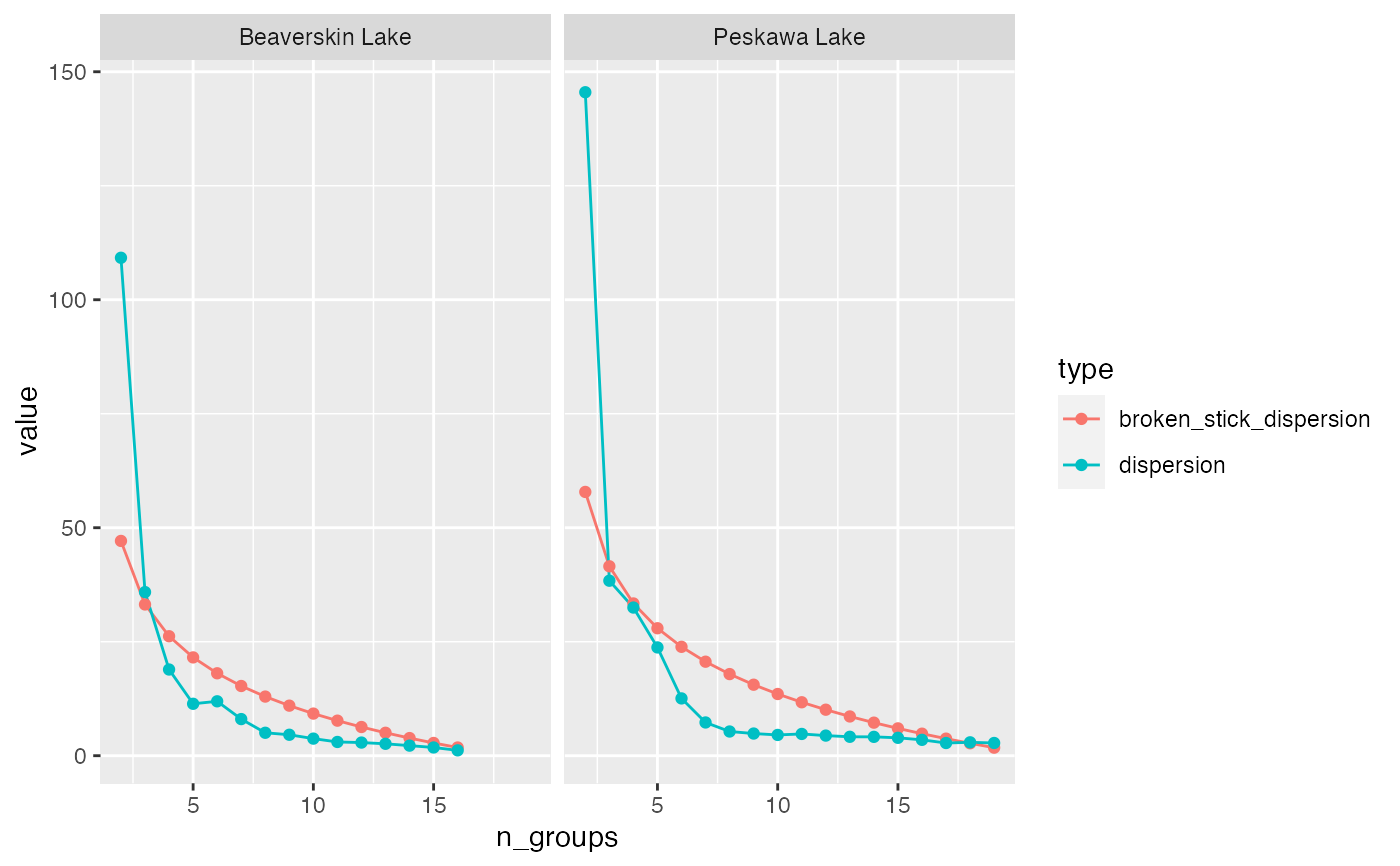 Beaverskin Lake
Peskawa Lake
150
100
50
0
value
5
10
15
5
10
15
n_groups
type
broken_stick_dispersion
dispersion